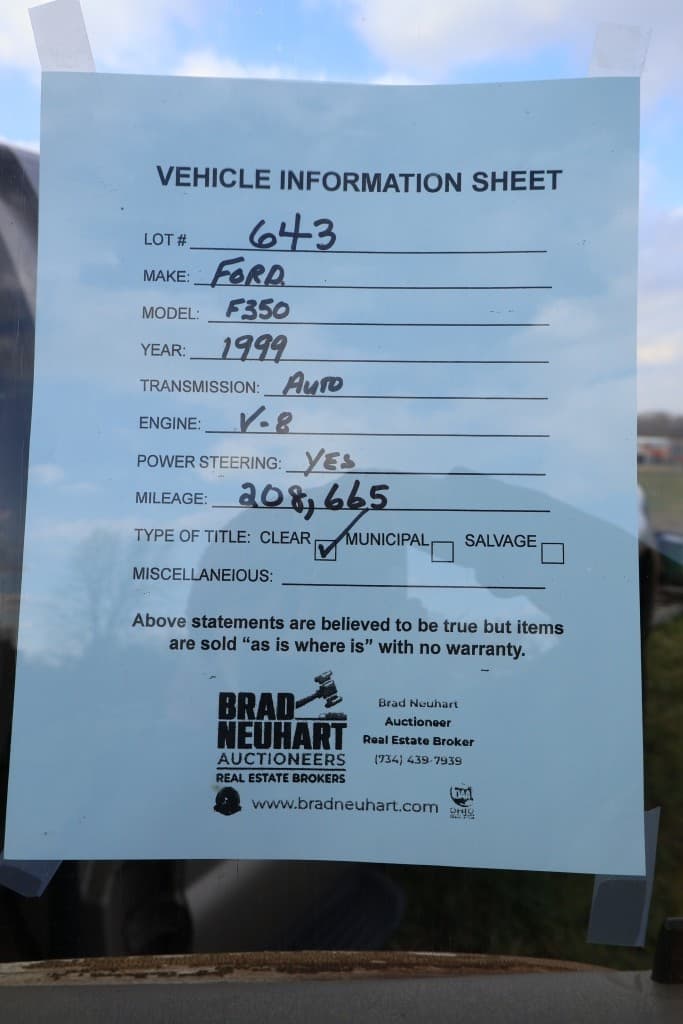 VEHICLE INFORMATION SHEET
LOT # 643
MAKE: FORD
MODEL: F350
YEAR: 1999
TRANSMISSION: AUTO
ENGINE: V-8
POWER STEERING: YES
MILEAGE: 208,665
TYPE OF TITLE: CLEAR MUNICIPAL SALVAGE
MISCELLANEIOUS:
Above statements are believed to be true but items
are sold "as is where is" with no warranty.
BRAD
NEUHART
AUCTIONEERS
REAL ESTATE BROKERS
Brad Neuhart
Auctioneer
Real Estate Broker
(734) 439-7939
www.bradneuhart.com
OHIO